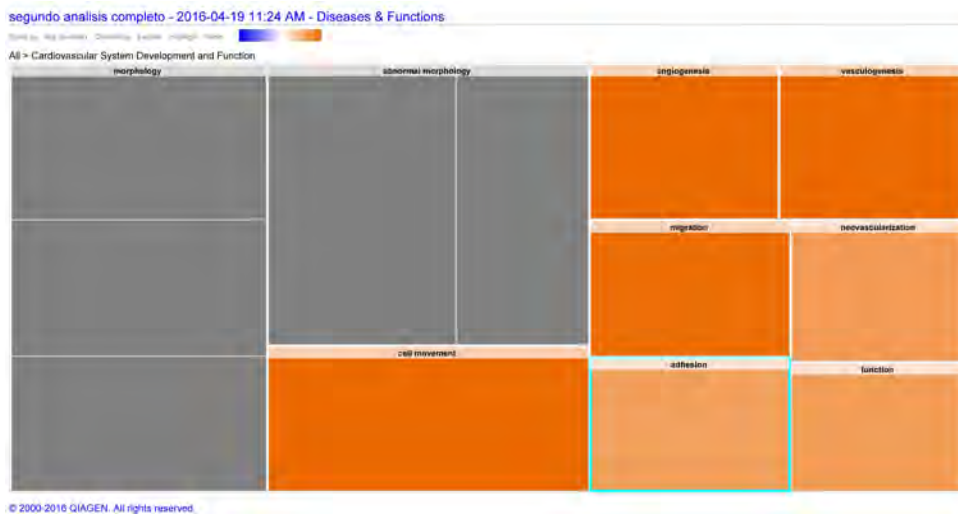 segundo analisis completo - 2016-04-19 11:24 AM - Diseases & Functions
All > Cardiovascular System Development and Function
morphology
abnormal morphology
angiogenesis
vasculogenesis
migration
neovascularization
cell movement
adhesion
function
© 2000-2016 QIAGEN. All rights reserved.